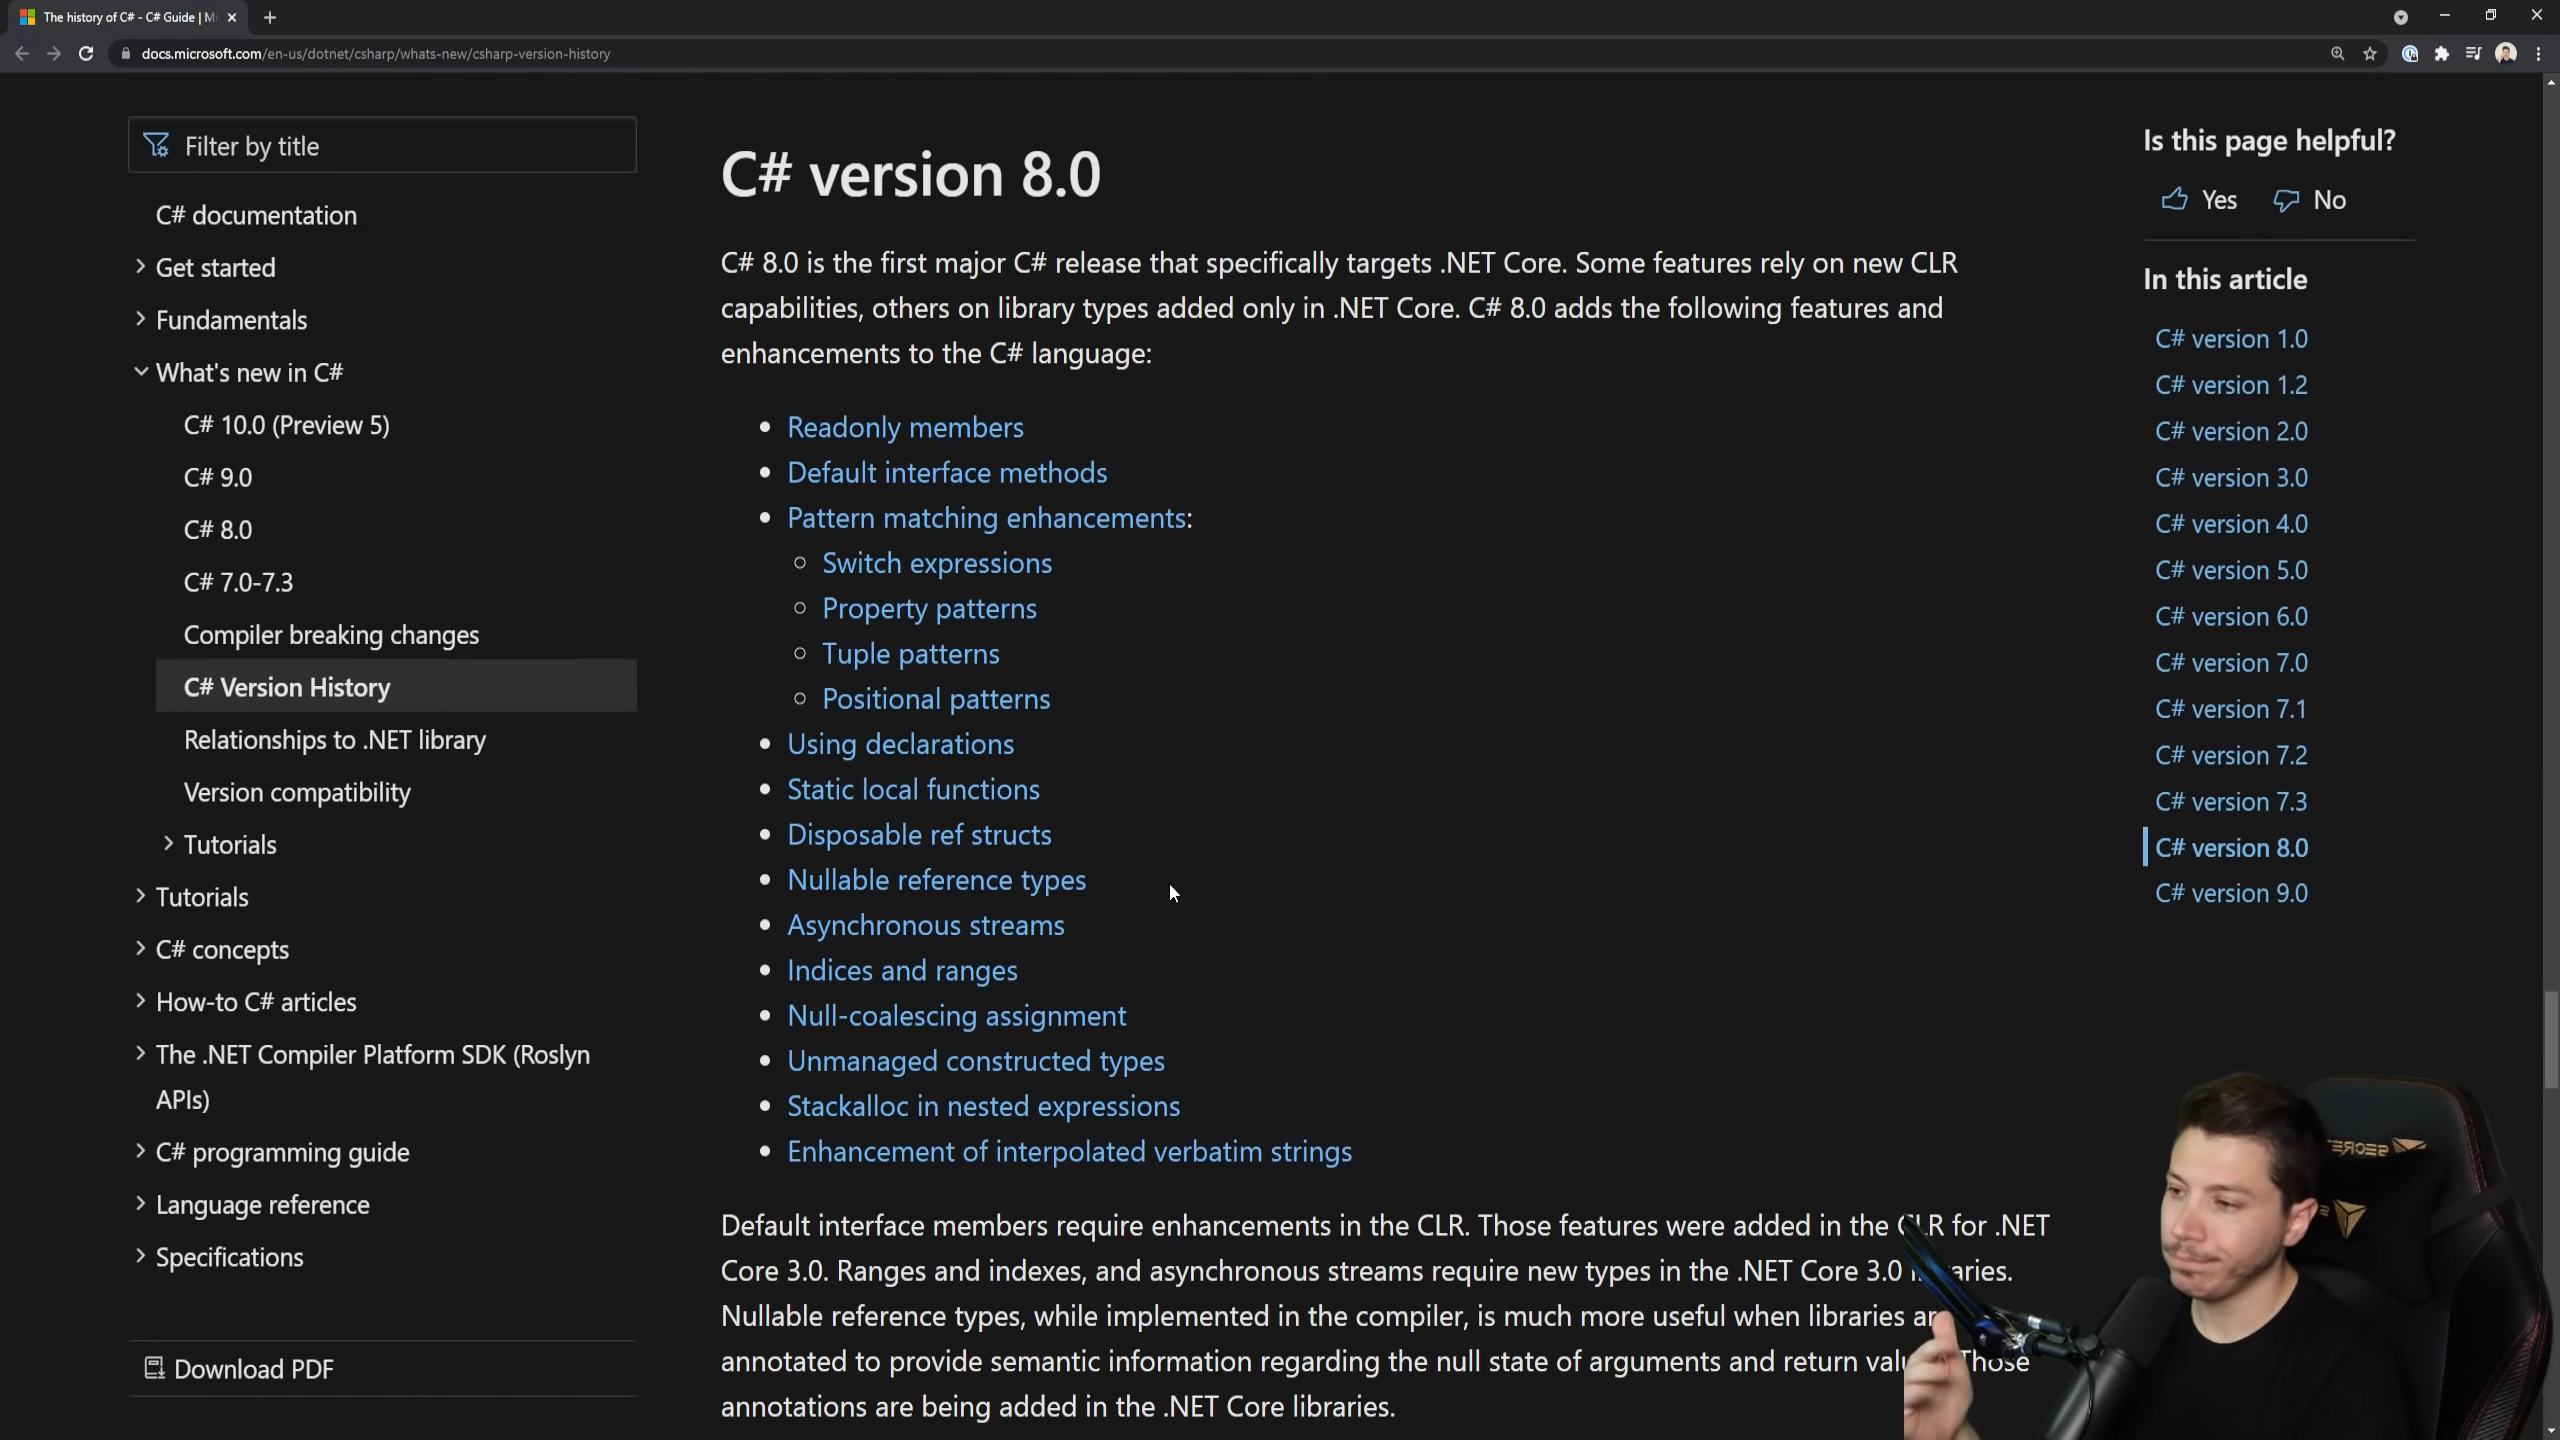 The history of C# - C# Guide | Mi
docs.microsoft.com/en-us/dotnet/csharp/whats-new/csharp-version-history
Filter by title
C# documentation
Get started
Fundamentals
What's new in C#
C# 10.0 (Preview 5)
C# 9.0
C# 8.0
C# 7.0-7.3
Compiler breaking changes
C# Version History
Relationships to .NET library
Version compatibility
Tutorials
Tutorials
C# concepts
How-to C# articles
The .NET Compiler Platform SDK (Roslyn
APIs)
C# programming guide
Language reference
Specifications
Download PDF
C# version 8.0
C# 8.0 is the first major C# release that specifically targets .NET Core. Some features rely on new CLR
capabilities, others on library types added only in .NET Core. C# 8.0 adds the following features and
enhancements to the C# language:
Readonly members
Default interface methods
Pattern matching enhancements:
Switch expressions
Property patterns
Tuple patterns
Positional patterns
Using declarations
Static local functions
Disposable ref structs
Nullable reference types
Asynchronous streams
Indices and ranges
Null-coalescing assignment
Unmanaged constructed types
Stackalloc in nested expressions
Enhancement of interpolated verbatim strings
Default interface members require enhancements in the CLR. Those features were added in the CLR for .NET
Core 3.0. Ranges and indexes, and asynchronous streams require new types in the .NET Core 3.0
Nullable reference types, while implemented in the compiler, is much more useful when libraries
annotated to provide semantic information regarding the null state of arguments and return Those
annotations are being added in the .NET Core libraries.
Is this page helpful?
Yes No
In this article
C# version 1.0
C# version 1.2
C# version 2.0
C# version 3.0
C# version 4.0
C# version 5.0
C# version 6.0
C# version 7.0
C# version 7.1
C# version 7.2
C# version 7.3
C# version 8.0
C# version 9.0